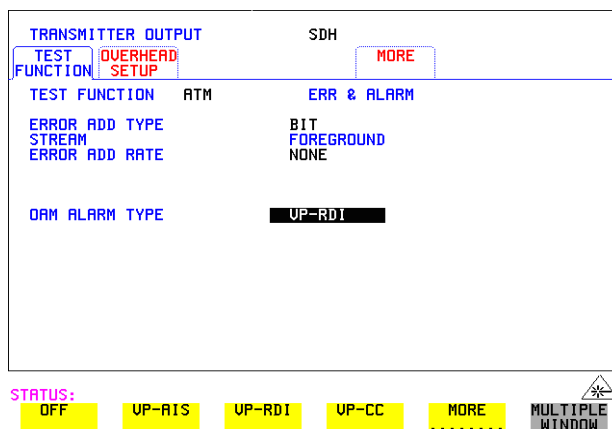 TRANSMITTER OUTPUT SDH
TEST FUNCTION OVERHEAD SETUP MORE
TEST FUNCTION ATM ERR & ALARM
ERROR ADD TYPE BIT
STREAM FOREGROUND
ERROR ADD RATE NONE
OAM ALARM TYPE VP-RDI
STATUS:
OFF VP-AIS VP-RDI VP-CC MORE ........ MULTIPLE WINDOW